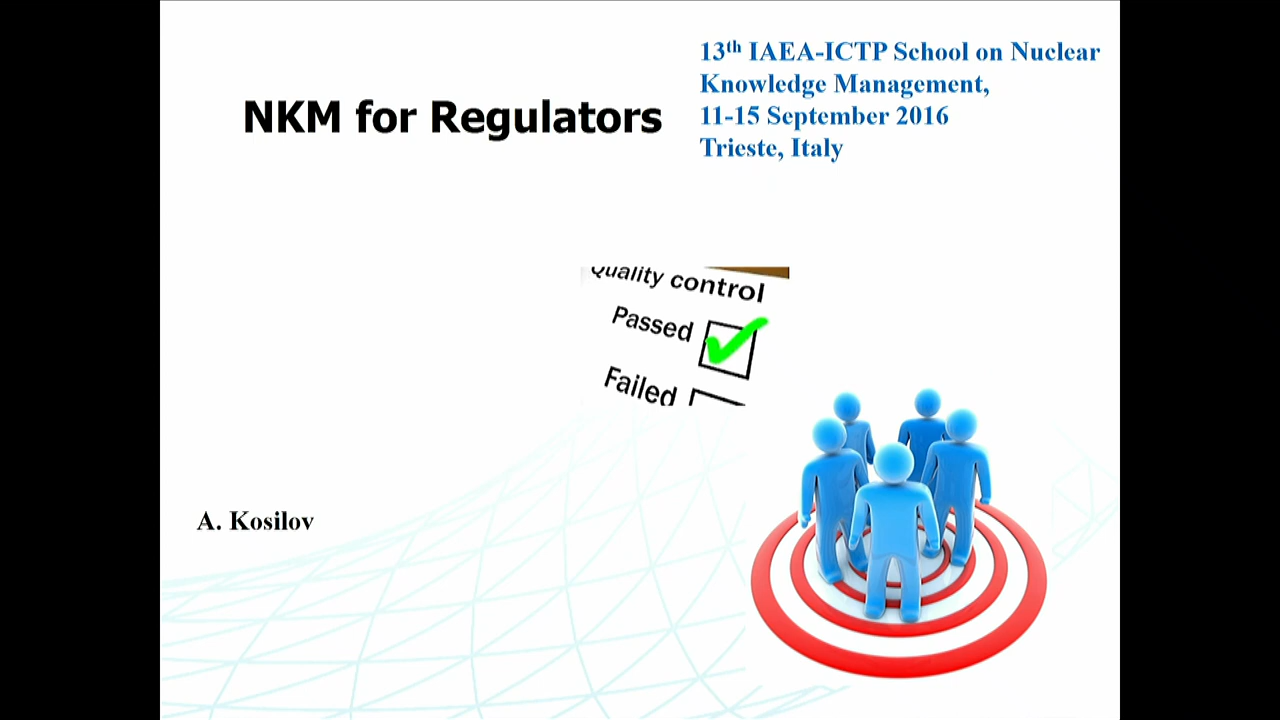 13th IAEA-ICTP School on Nuclear
Knowledge Management,
11-15 September 2016
Trieste, Italy
NKM for Regulators
Quality control
Passed
Failed
A. Kosilov